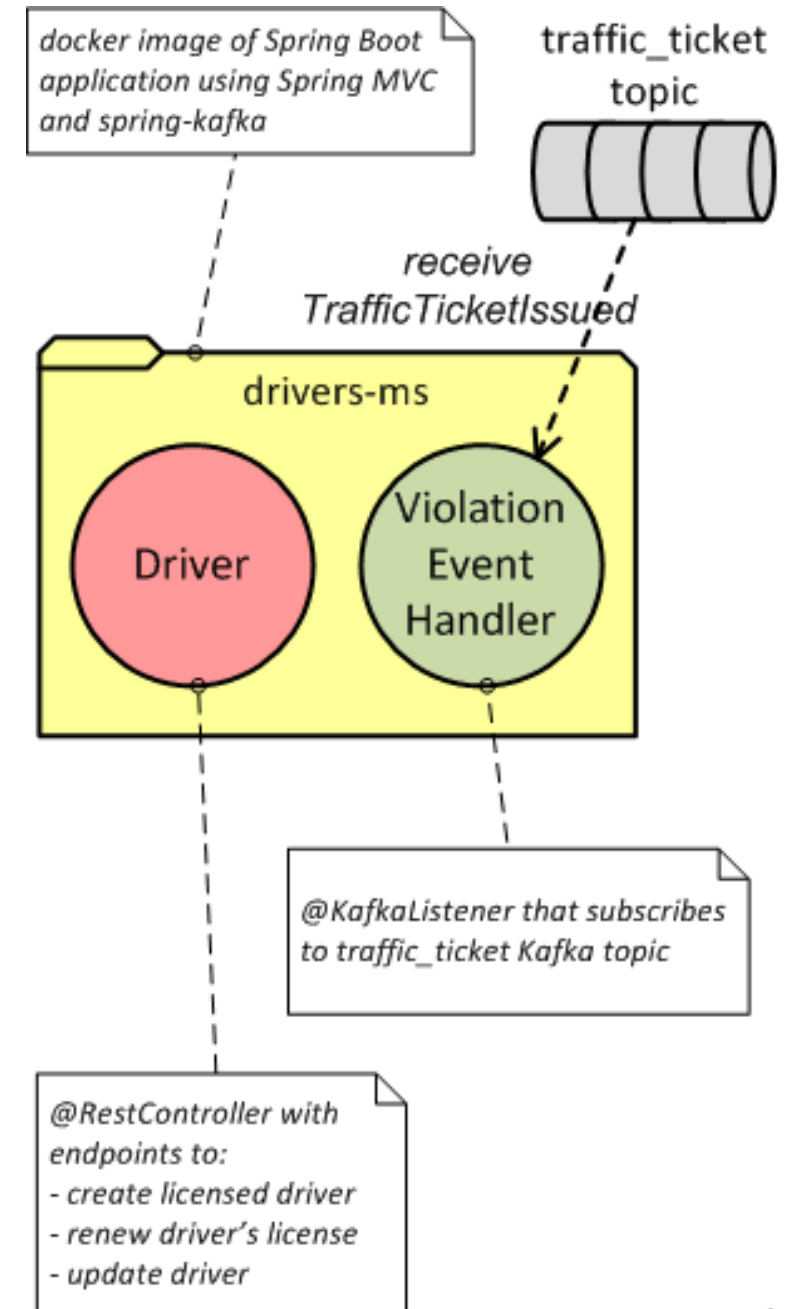 docker image of Spring Boot
application using Spring MVC
and spring-kafka
traffic_ticket
topic
receive
TrafficTicketIssued
drivers-ms
Driver
Violation
Event
Handler
@KafkaListener that subscribes
to traffic_ticket Kafka topic
@RestController with
endpoints to:
- create licensed driver
- renew driver's license
- update driver